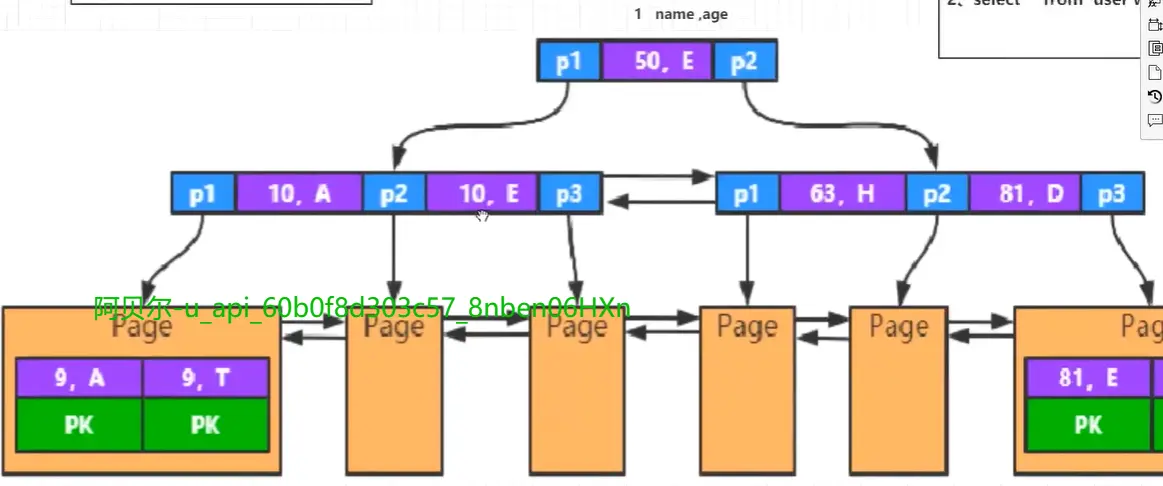 2、select from user
1 name ,age
p1 50, E p2
p1 10, A p2 10, E p3 p1 63, H p2 81, D p3
阿贝尔-u_api_60b0f8d303c57_8nben06HXn
Page Page Page Page Page Pag
9, A 9, T 81, E
PK PK PK